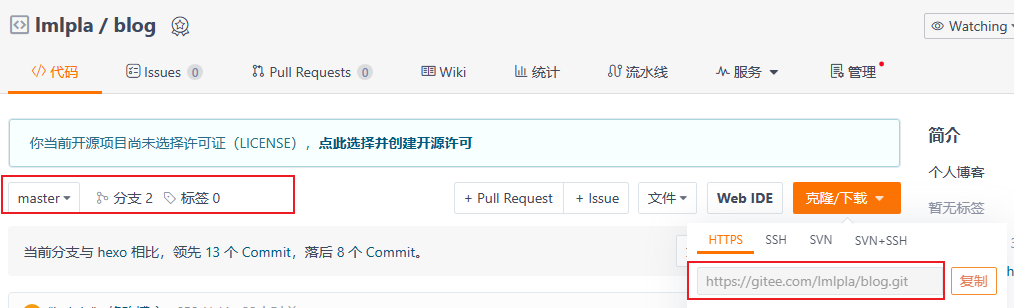 lmlpla / blog
Watching
代码 Issues 0 Pull Requests 0 Wiki 统计 流水线 服务 管理
你当前开源项目尚未选择许可证（LICENSE），点此选择并创建开源许可
简介
个人博客
master 分支 2 标签 0 + Pull Request + Issue 文件 Web IDE 克隆/下载
暂无标签
HTTPS SSH SVN SVN+SSH
当前分支与 hexo 相比，领先 13 个 Commit，落后 8 个 Commit。
https://gitee.com/lmlpla/blog.git 复制